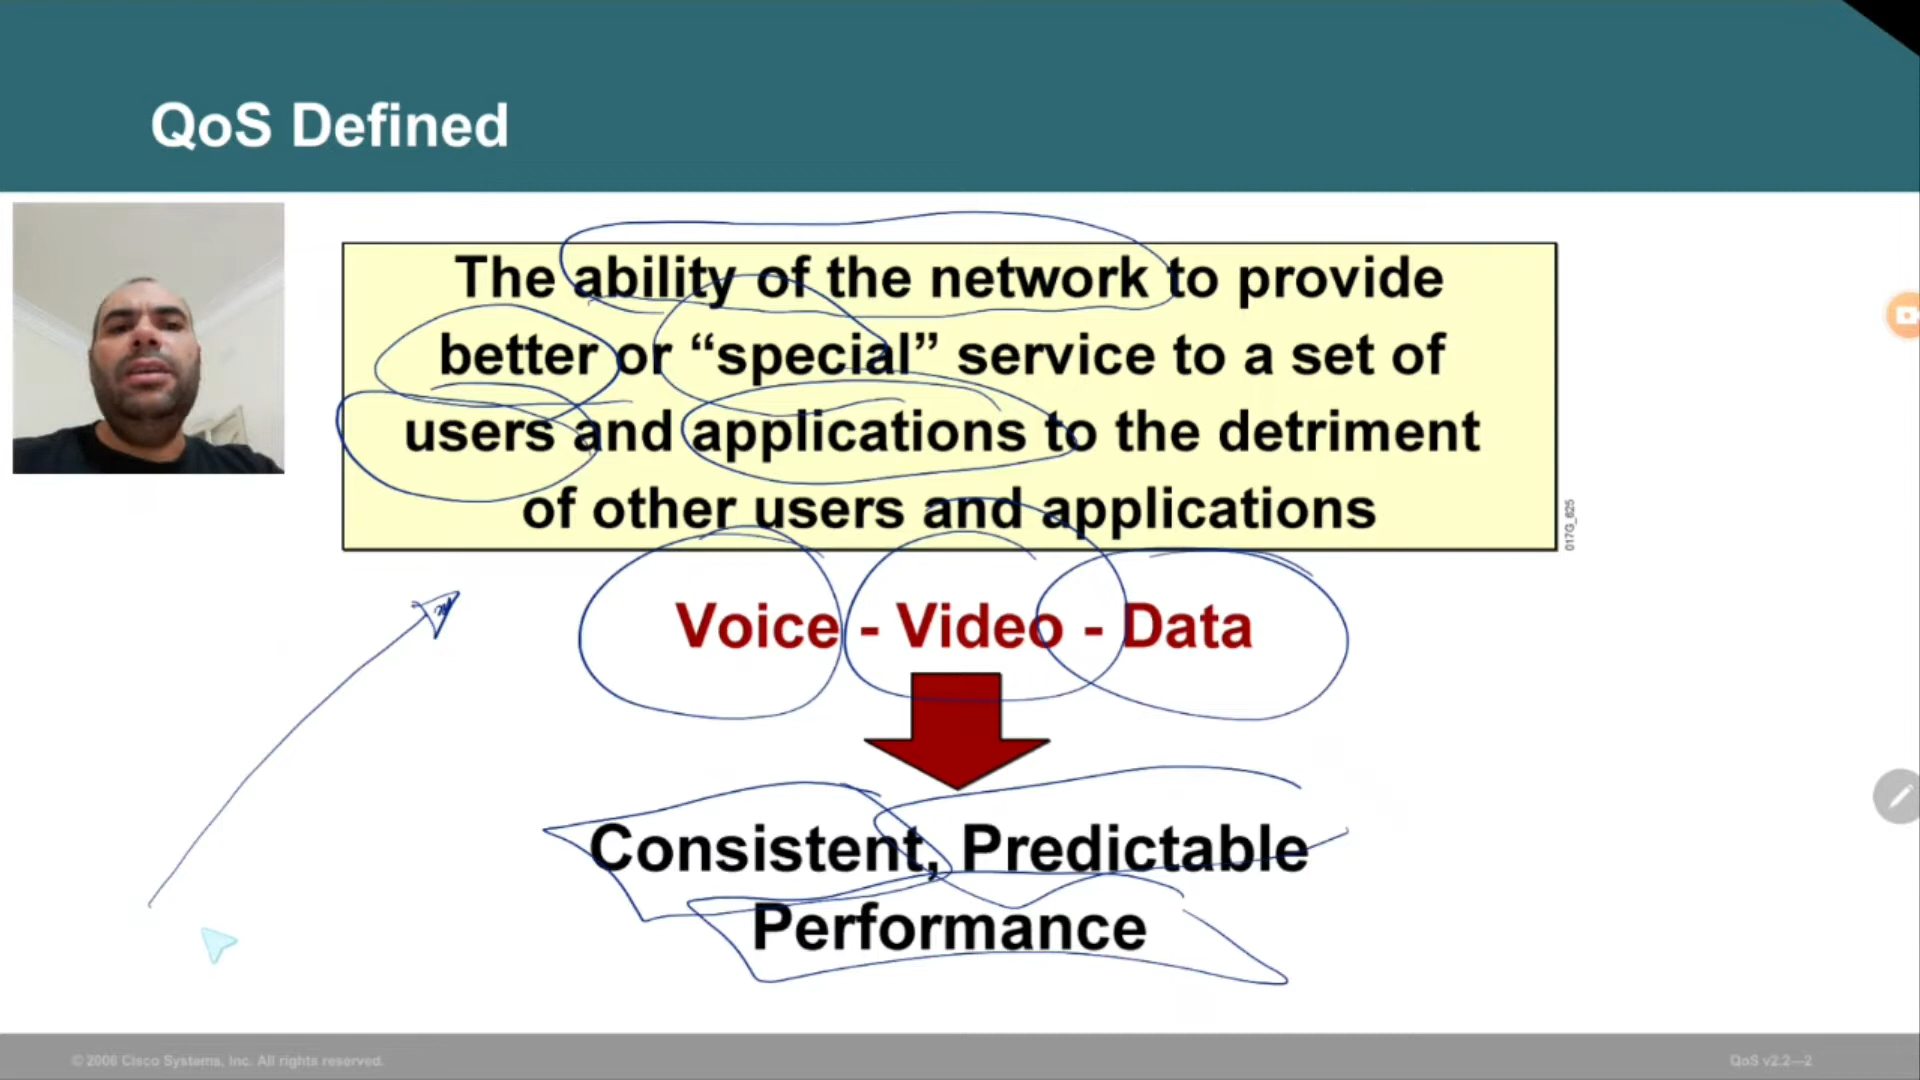 QoS Defined
The ability of the network to provide
better or “special” service to a set of
users and applications to the detriment
of other users and applications
017G_625
Voice - Video - Data
Consistent, Predictable
Performance
© 2006 Cisco Systems, Inc. All rights reserved.
QoS v2.2—2